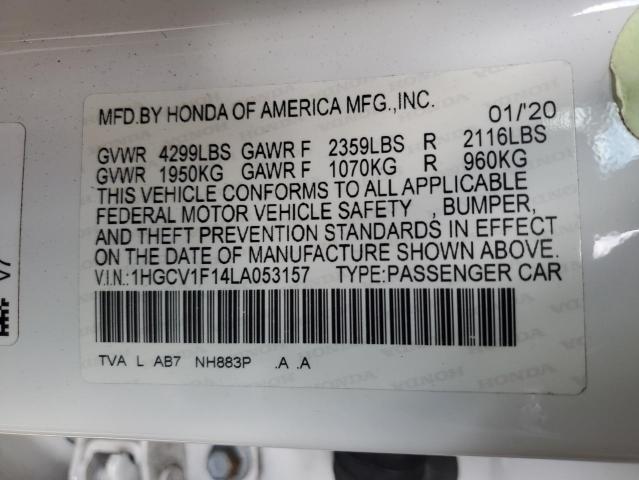 MFD.BY HONDA OF AMERICA MFG.,INC. 01/'20
GVWR 4299LBS GAWR F 2359LBS R 2116LBS
GVWR 1950KG GAWR F 1070KG R 960KG
THIS VEHICLE CONFORMS TO ALL APPLICABLE
FEDERAL MOTOR VEHICLE SAFETY , BUMPER,
AND THEFT PREVENTION STANDARDS IN EFFECT
ON THE DATE OF MANUFACTURE SHOWN ABOVE.
V.I.N.:1HGCV1F14LA053157 TYPE:PASSENGER CAR
TVA L AB7 NH883P .A .A
V7